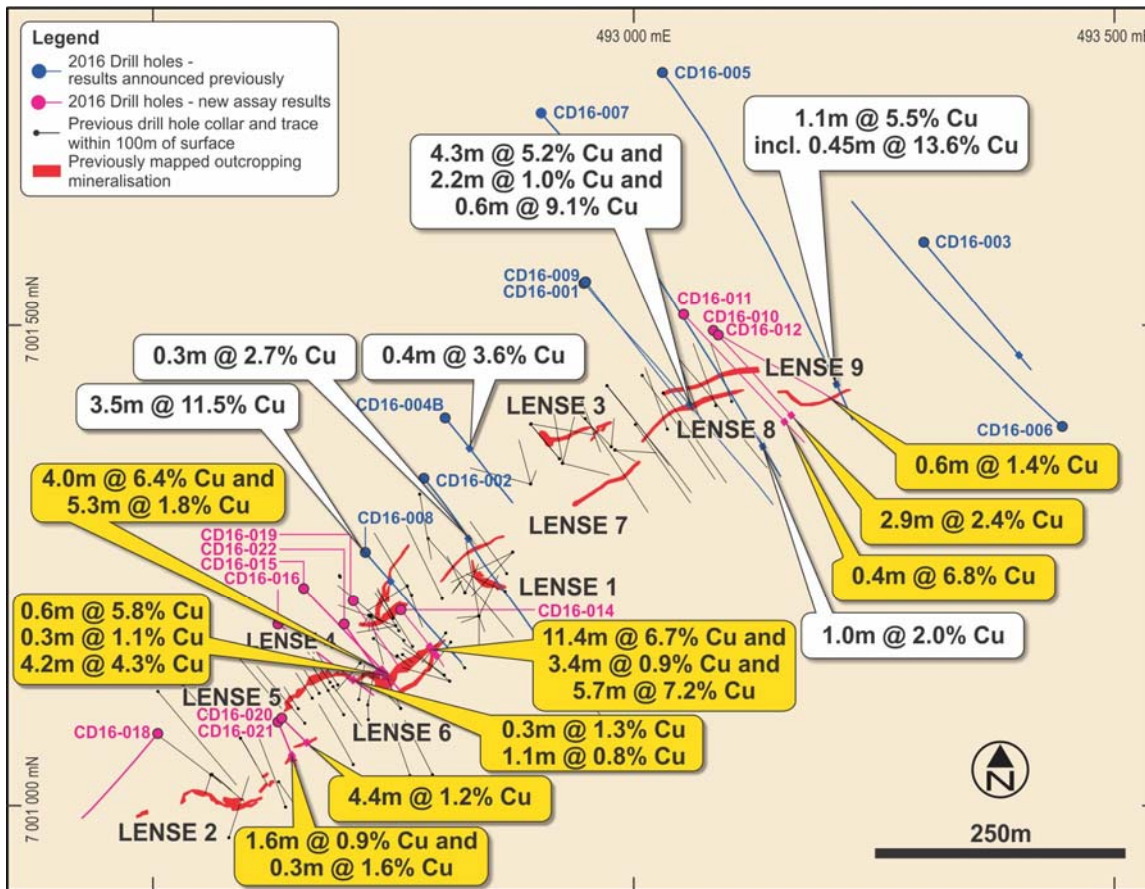 493 000 mE
493 500 mE
Legend
2016 Drill holes -
results announced previously
2016 Drill holes - new assay results
Previous drill hole collar and trace
within 100m of surface
Previously mapped outcropping
mineralisation
CD16-005
CD16-007
1.1m @ 5.5% Cu
incl. 0.45m @ 13.6% Cu
4.3m @ 5.2% Cu and
2.2m @ 1.0% Cu and
0.6m @ 9.1% Cu
CD16-003
CD16-009
CD16-001
CD16-011
CD16-010
CD16-012
7 001 500 mN
0.3m @ 2.7% Cu
0.4m @ 3.6% Cu
LENSE 9
3.5m @ 11.5% Cu
CD16-004B
LENSE 3
LENSE 8
CD16-006
0.6m @ 1.4% Cu
4.0m @ 6.4% Cu and
5.3m @ 1.8% Cu
CD16-002
2.9m @ 2.4% Cu
CD16-008
LENSE 7
CD16-019
CD16-022
CD16-015
CD16-016
0.4m @ 6.8% Cu
LENSE 1
CD16-014
0.6m @ 5.8% Cu
0.3m @ 1.1% Cu
4.2m @ 4.3% Cu
LENSE 4
11.4m @ 6.7% Cu and
3.4m @ 0.9% Cu and
5.7m @ 7.2% Cu
1.0m @ 2.0% Cu
LENSE 5
CD16-020
CD16-021
LENSE 6
CD16-018
0.3m @ 1.3% Cu
1.1m @ 0.8% Cu
4.4m @ 1.2% Cu
7 001 000 mN
LENSE 2
1.6m @ 0.9% Cu and
0.3m @ 1.6% Cu
N
250m